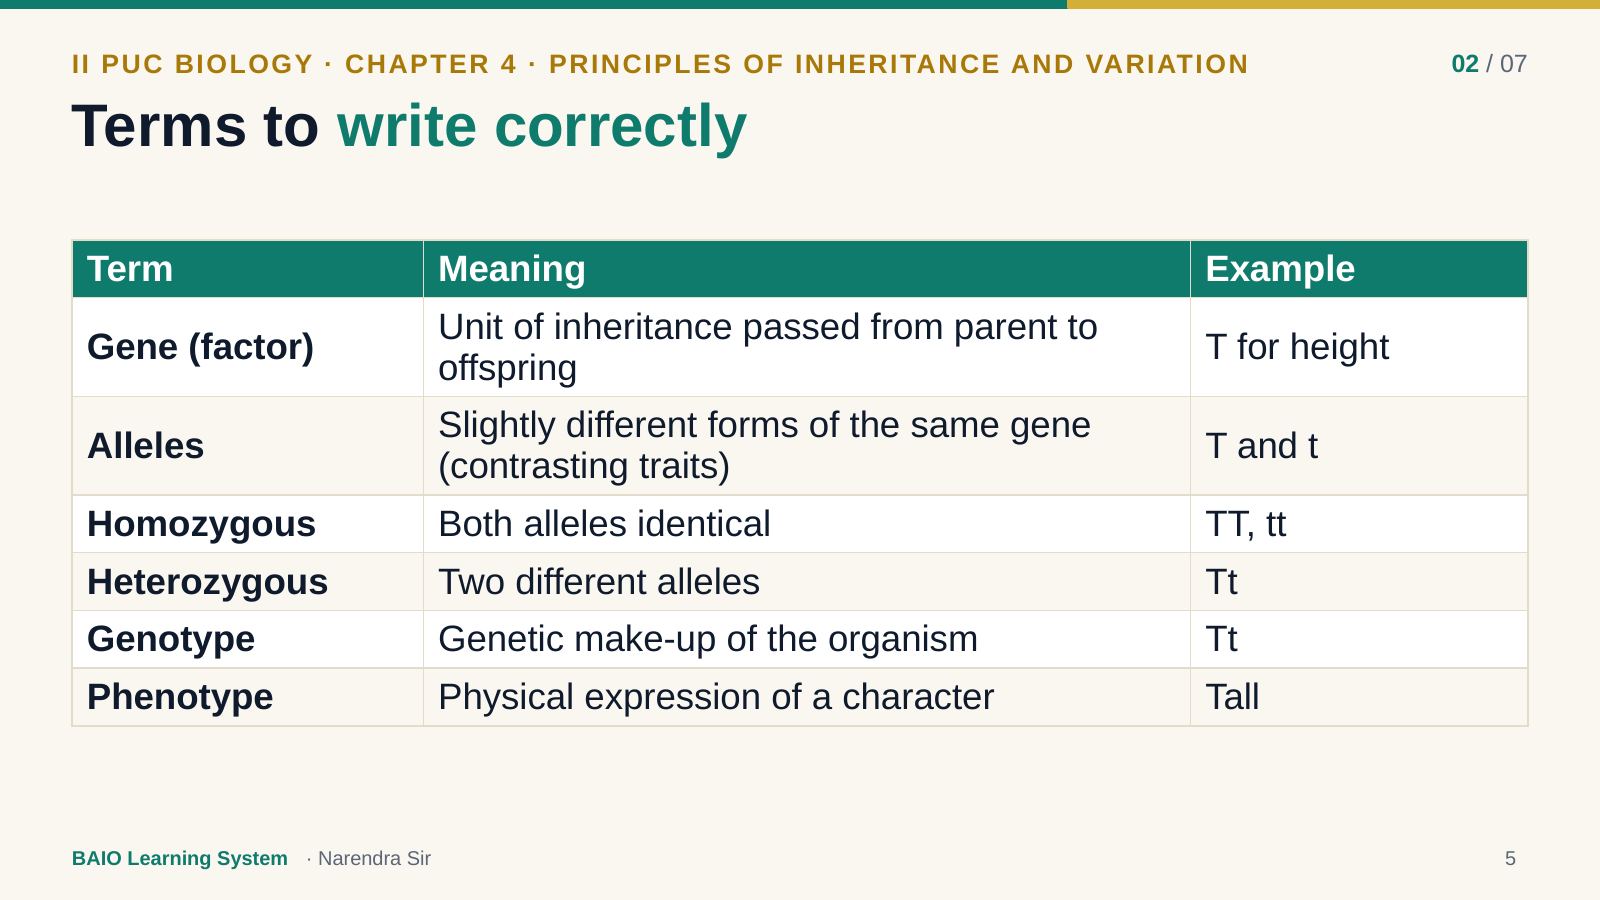 II PUC BIOLOGY · CHAPTER 4 · PRINCIPLES OF INHERITANCE AND VARIATION
02 / 07
Terms to write correctly
Term Meaning Example
Gene (factor) Unit of inheritance passed from parent to
offspring T for height
Alleles Slightly different forms of the same gene
(contrasting traits) T and t
Homozygous Both alleles identical TT, tt
Heterozygous Two different alleles Tt
Genotype Genetic make-up of the organism Tt
Phenotype Physical expression of a character Tall
BAIO Learning System · Narendra Sir 5